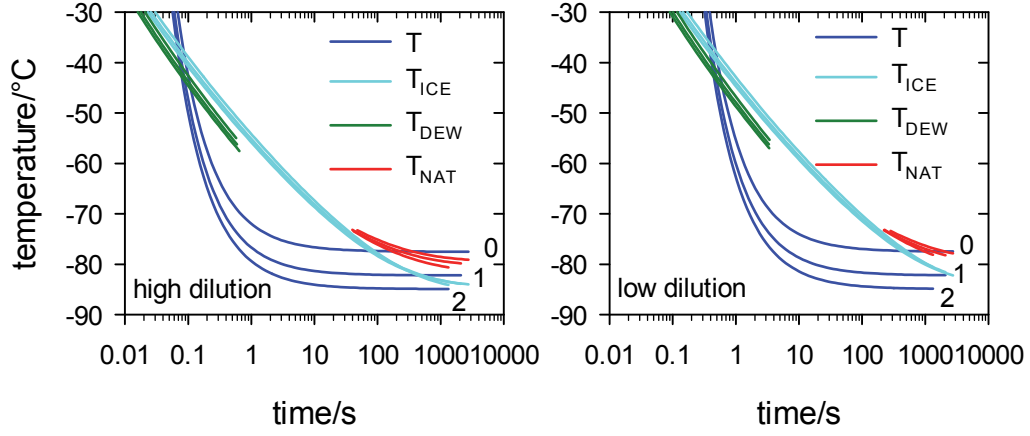 temperature/°C
-30
-40
-50
-60
-70
-80
-90
T
T_ICE
T_DEW
T_NAT
0
1
2
high dilution
0.01 0.1 1 10 100 1000 10000
time/s
-30
-40
-50
-60
-70
-80
-90
T
T_ICE
T_DEW
T_NAT
0
1
2
low dilution
0.01 0.1 1 10 100 1000 10000
time/s